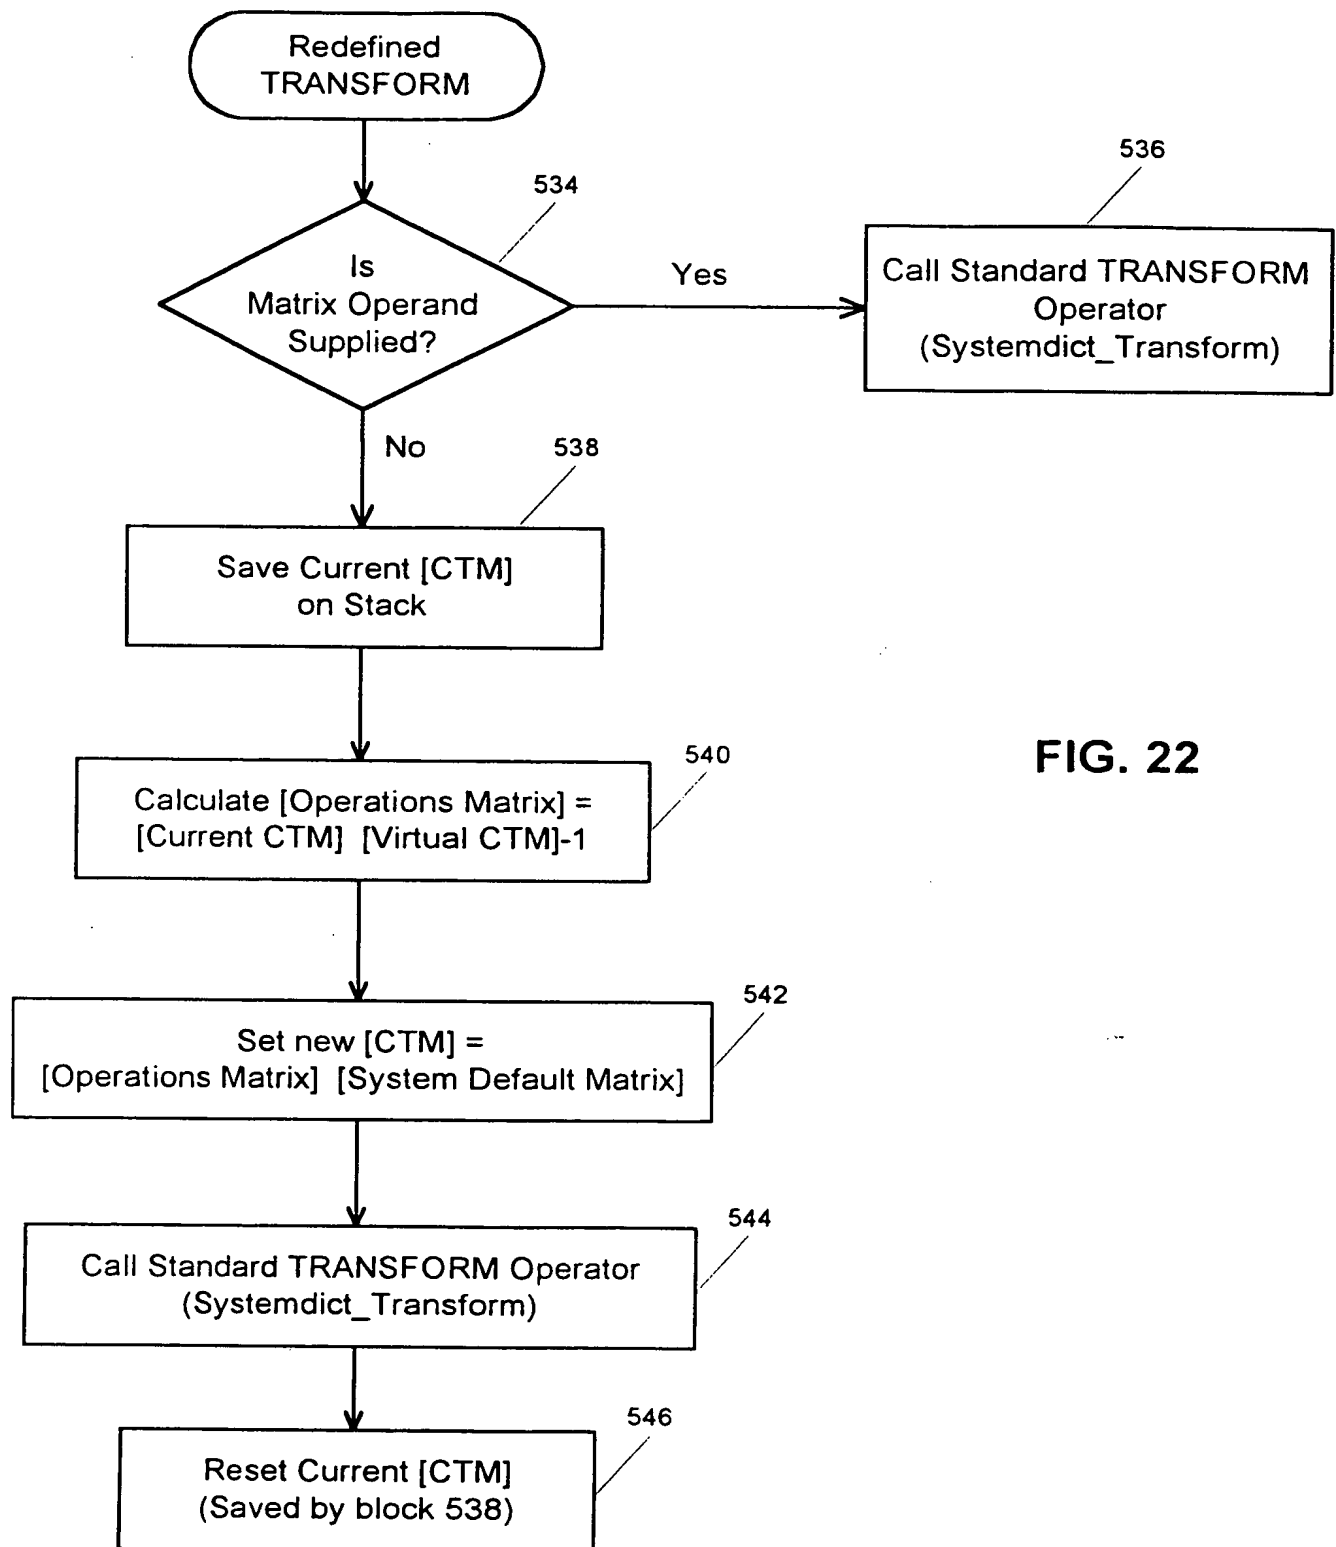 Redefined
TRANSFORM
534
536
Is
Matrix Operand
Supplied?
Yes
Call Standard TRANSFORM
Operator
(Systemdict_Transform)
No
538
Save Current [CTM]
on Stack
540
Calculate [Operations Matrix] =
[Current CTM] [Virtual CTM]-1
FIG. 22
542
Set new [CTM] =
[Operations Matrix] [System Default Matrix]
544
Call Standard TRANSFORM Operator
(Systemdict_Transform)
546
Reset Current [CTM]
(Saved by block 538)